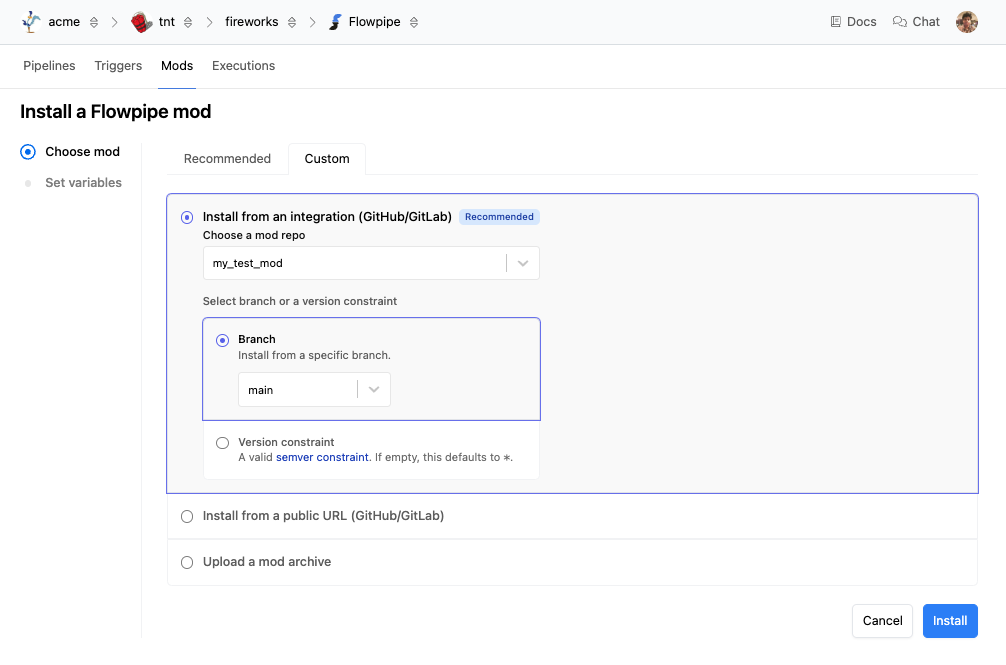 acme tnt fireworks Flowpipe Docs Chat
Pipelines Triggers Mods Executions
Install a Flowpipe mod
Choose mod
Set variables
Recommended Custom
Install from an integration (GitHub/GitLab) Recommended
Choose a mod repo
my_test_mod
Select branch or a version constraint
Branch
Install from a specific branch.
main
Version constraint
A valid semver constraint. If empty, this defaults to *.
Install from a public URL (GitHub/GitLab)
Upload a mod archive
Cancel Install